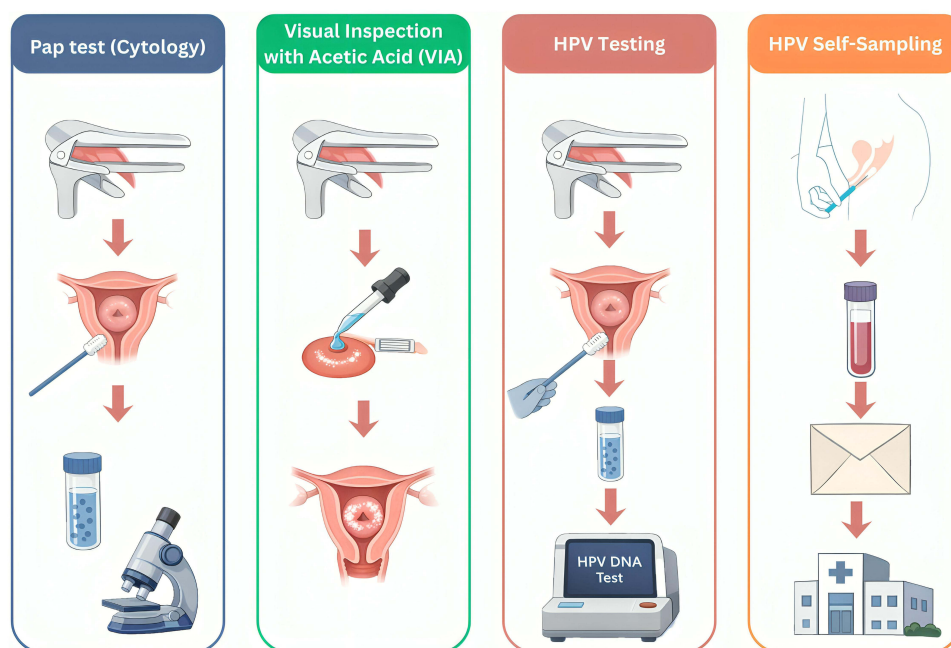 Pap test (Cytology)
Visual Inspection
with Acetic Acid (VIA)
HPV Testing
HPV Self-Sampling
HPV DNA
Test